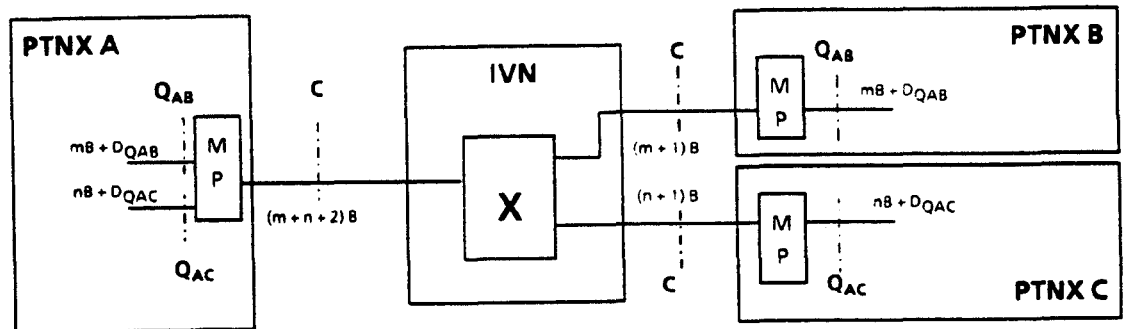 PTNX A
Q_AB
mB + D_QAB
nB + D_QAC
Q_AC
M
P
C
(m + n + 2) B
IVN
X
C
(m + 1) B
(n + 1) B
C
PTNX B
M
P
Q_AB
mB + D_QAB
M
P
nB + D_QAC
Q_AC
PTNX C